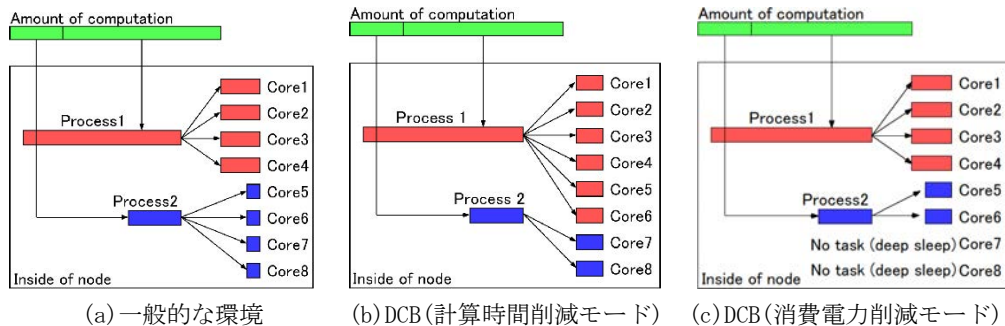 Amount of computation
Process1
Core1
Core2
Core3
Core4
Process2
Core5
Core6
Core7
Core8
Inside of node
(a)一般的な環境
Amount of computation
Process 1
Core1
Core2
Core3
Core4
Core5
Core6
Process 2
Core7
Core8
Inside of node
(b)DCB(計算時間削減モード)
Amount of computation
Process1
Core1
Core2
Core3
Core4
Process2
Core5
Core6
No task (deep sleep) Core7
No task (deep sleep) Core8
Inside of node
(c)DCB(消費電力削減モード)